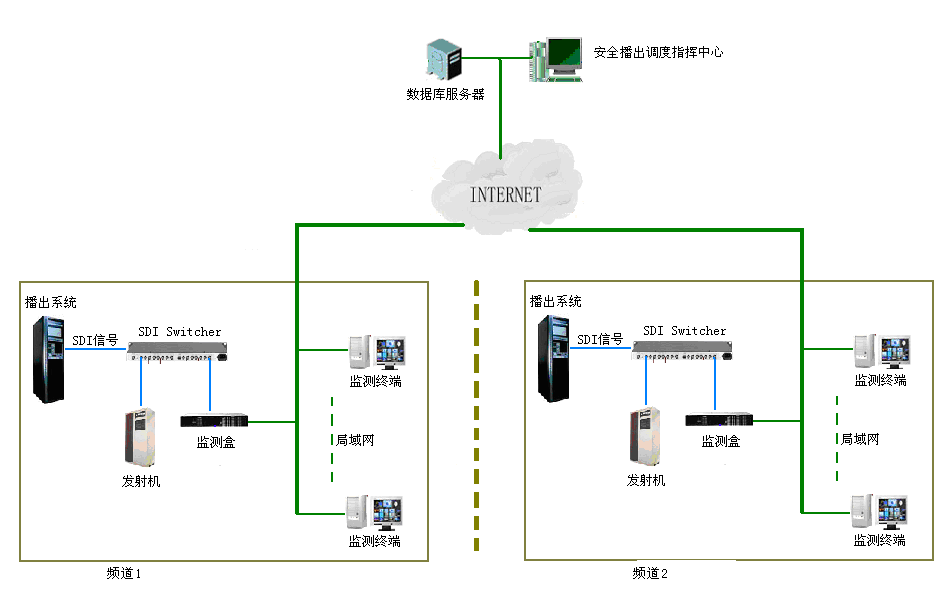 安全播出调度指挥中心
数据库服务器
INTERNET
播出系统
SDI信号
SDI Switcher
监测终端
监测盒
局域网
发射机
监测终端
频道1
播出系统
SDI信号
SDI Switcher
监测终端
监测盒
局域网
发射机
监测终端
频道2